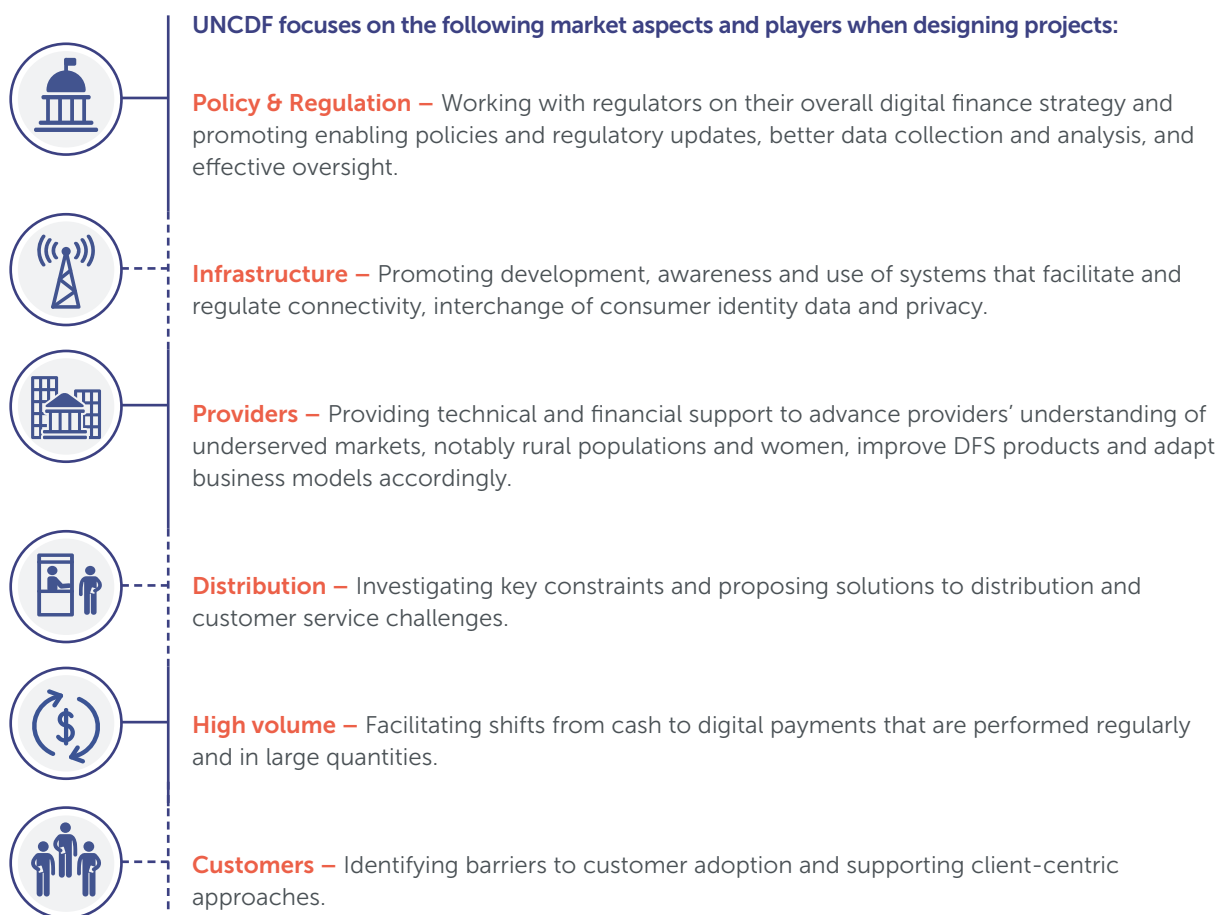 UNCDF focuses on the following market aspects and players when designing projects:
Policy & Regulation – Working with regulators on their overall digital finance strategy and
promoting enabling policies and regulatory updates, better data collection and analysis, and
effective oversight.
Infrastructure – Promoting development, awareness and use of systems that facilitate and
regulate connectivity, interchange of consumer identity data and privacy.
Providers – Providing technical and financial support to advance providers’ understanding of
underserved markets, notably rural populations and women, improve DFS products and adapt
business models accordingly.
Distribution – Investigating key constraints and proposing solutions to distribution and
customer service challenges.
$
High volume – Facilitating shifts from cash to digital payments that are performed regularly
and in large quantities.
Customers – Identifying barriers to customer adoption and supporting client-centric
approaches.